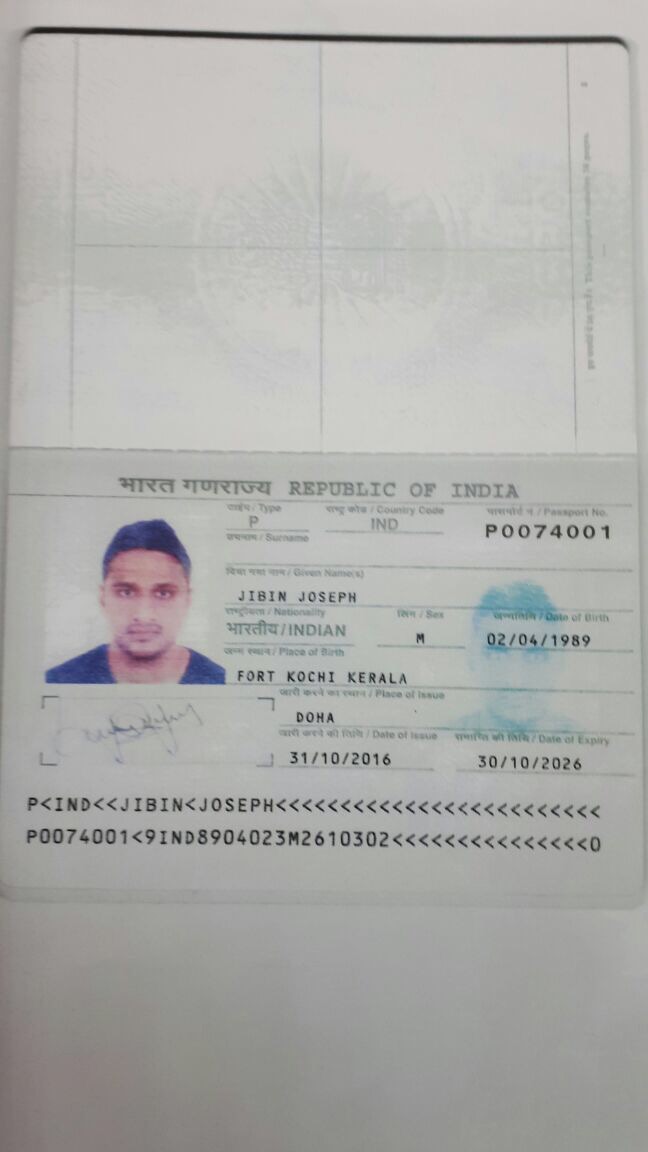 भारत गणराज्य REPUBLIC OF INDIA
टाईप / Type
राष्ट्र कोड / Country Code
पासपोर्ट नं / Passport No.
P
IND
P0074001
उपनाम / Surname
दिया गया नाम / Given Name(s)
JIBIN JOSEPH
राष्ट्रीयता / Nationality
लिंग / Sex
जन्मतिथि / Date of Birth
भारतीय/INDIAN
M
02/04/1989
जन्म स्थान / Place of Birth
FORT KOCHI KERALA
जारी करने का स्थान / Place of Issue
DOHA
जारी करने की तिथि / Date of Issue
समाप्ति की तिथि / Date of Expiry
31/10/2016
30/10/2026
P<IND<<JIBIN<JOSEPH<<<<<<<<<<<<<<<<<<<<<<<<<
P0074001<9IND8904023M2610302<<<<<<<<<<<<<<<0